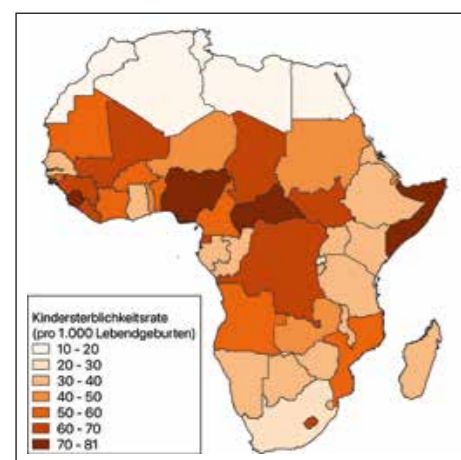 Kindersterblichkeitsrate
(pro 1.000 Lebendgeburten)
10 - 20
20 - 30
30 - 40
40 - 50
50 - 60
60 - 70
70 - 81